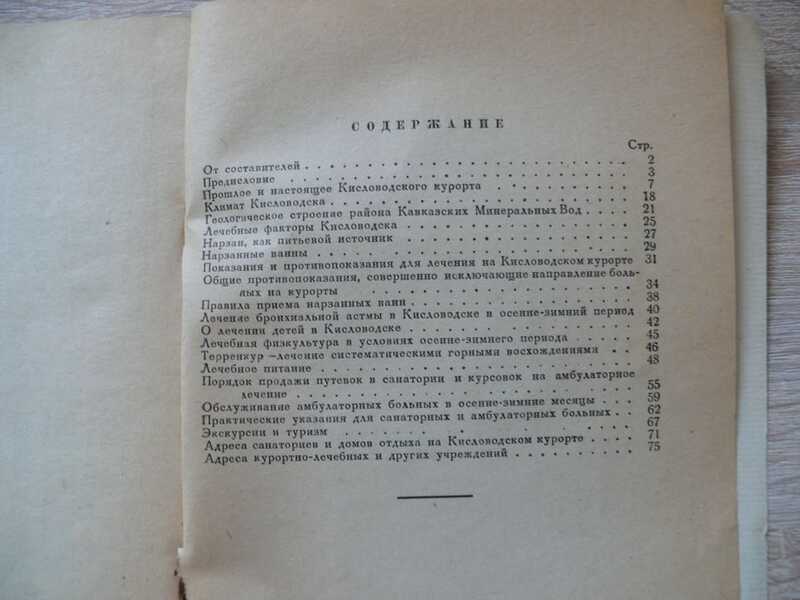 СОДЕРЖАНИЕ
Стр.
От составителей . . . . . . . . . . . . . . . . . . . . 2
Предисловие . . . . . . . . . . . . . . . . . . . . 3
Прошлое и настоящее Кисловодского курорта . . . . . . . . . . 7
Климат Кисловодска . . . . . . . . . . . . . . . . . . 18
Геологическое строение района Кавказских Минеральных Вод . . . . 21
Лечебные факторы Кисловодска . . . . . . . . . . . . . . 25
Нарзан, как питьевой источник . . . . . . . . . . . . . . 27
Нарзанные ванны . . . . . . . . . . . . . . . . . . 29
Показания и противопоказания для лечения на Кисловодском курорте 31
Общие противопоказания, совершенно исключающие направление боль-
ных на курорты . . . . . . . . . . . . . . . . 34
Правила приема нарзанных ванн . . . . . . . . . . . . . . 38
Лечение бронхиальной астмы в Кисловодске в осенне-зимний период 40
О лечении детей в Кисловодске . . . . . . . . . . . . . . 42
Лечебная физкультура в условиях осенне-зимнего периода . . . . . 45
Терренкур —лечение систематическими горными восхождениями . . 46
Лечебное питание . . . . . . . . . . . . . . . . . . 48
Порядок продажи путевок в санатории и курсовок на амбулаторное
лечение . . . . . . . . . . . . . . . . . . 55
Обслуживание амбулаторных больных в осенне-зимние месяцы . . . 59
Практические указания для санаторных и амбулаторных больных . . 62
Экскурсии и туризм . . . . . . . . . . . . . . . . 67
Адреса санаториев и домов отдыха на Кисловодском курорте . . . . 71
Адреса курортно-лечебных и других учреждений . . . . . . . . . 75